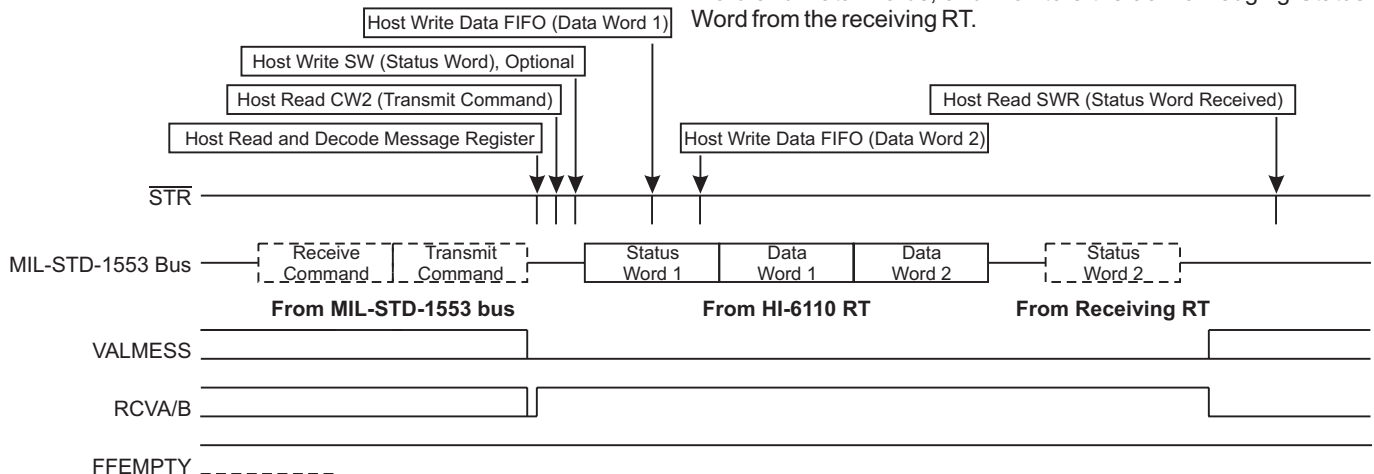 Word from the receiving RT.
Host Write Data FIFO (Data Word 1)
Host Write SW (Status Word), Optional
Host Read CW2 (Transmit Command)
Host Read SWR (Status Word Received)
Host Read and Decode Message Register
Host Write Data FIFO (Data Word 2)
STR
MIL-STD-1553 Bus
Receive Command
Transmit Command
Status Word 1
Data Word 1
Data Word 2
Status Word 2
From MIL-STD-1553 bus
From HI-6110 RT
From Receiving RT
VALMESS
RCVA/B
FFEMPTY